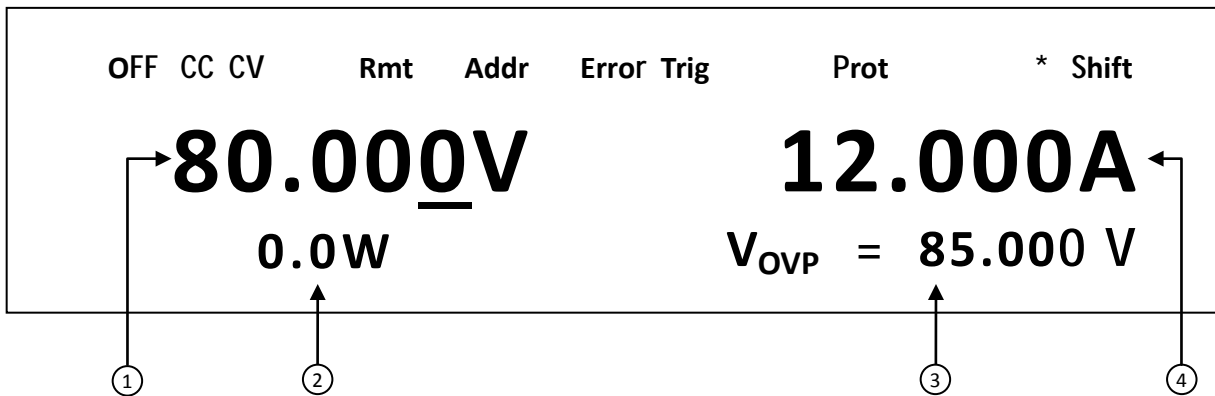 OFF CC CV Rmt Addr Error Trig Prot * Shift
80.000V 12.000A
0.0W VOVP = 85.000 V
1 2 3 4